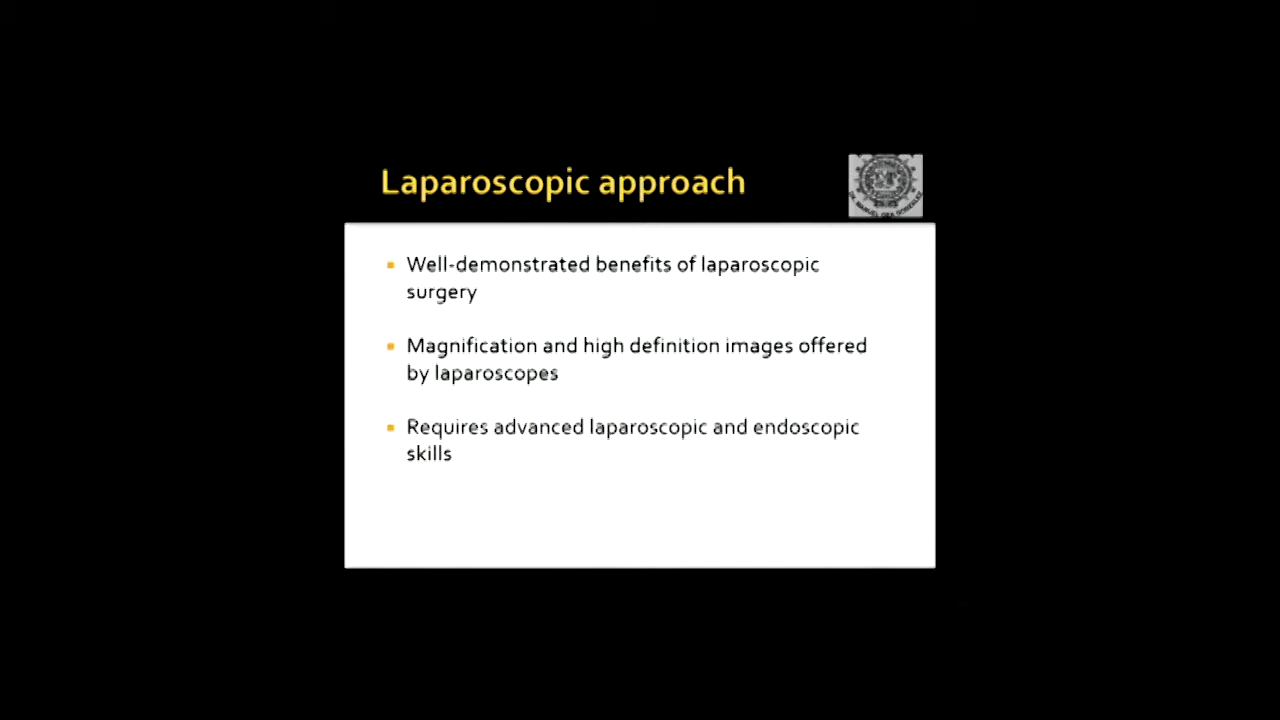 Laparoscopic approach
Well-demonstrated benefits of laparoscopic
surgery
Magnification and high definition images offered
by laparoscopes
Requires advanced laparoscopic and endoscopic
skills